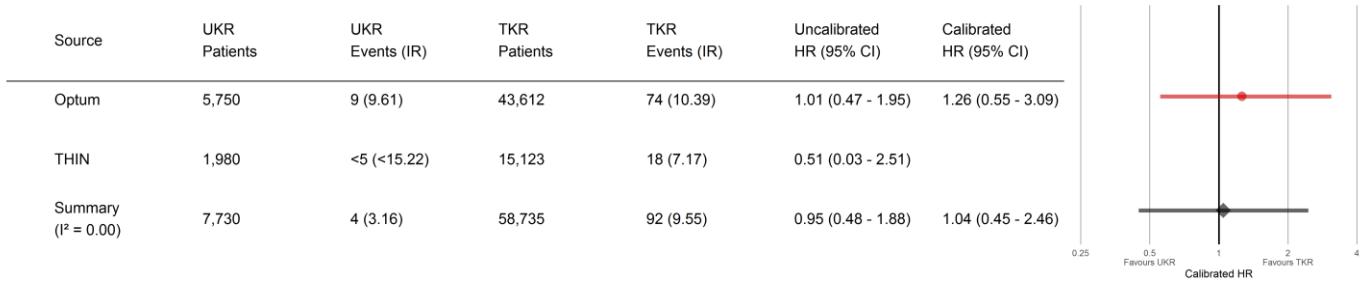 Source UKR Patients UKR Events (IR) TKR Patients TKR Events (IR) Uncalibrated HR (95% CI) Calibrated HR (95% CI)
Optum 5,750 9 (9.61) 43,612 74 (10.39) 1.01 (0.47 - 1.95) 1.26 (0.55 - 3.09)
THIN 1,980 <5 (<15.22) 15,123 18 (7.17) 0.51 (0.03 - 2.51)
Summary (I² = 0.00) 7,730 4 (3.16) 58,735 92 (9.55) 0.95 (0.48 - 1.88) 1.04 (0.45 - 2.46)
0.25 0.5 1 2 4
Favours UKR Favours TKR
Calibrated HR